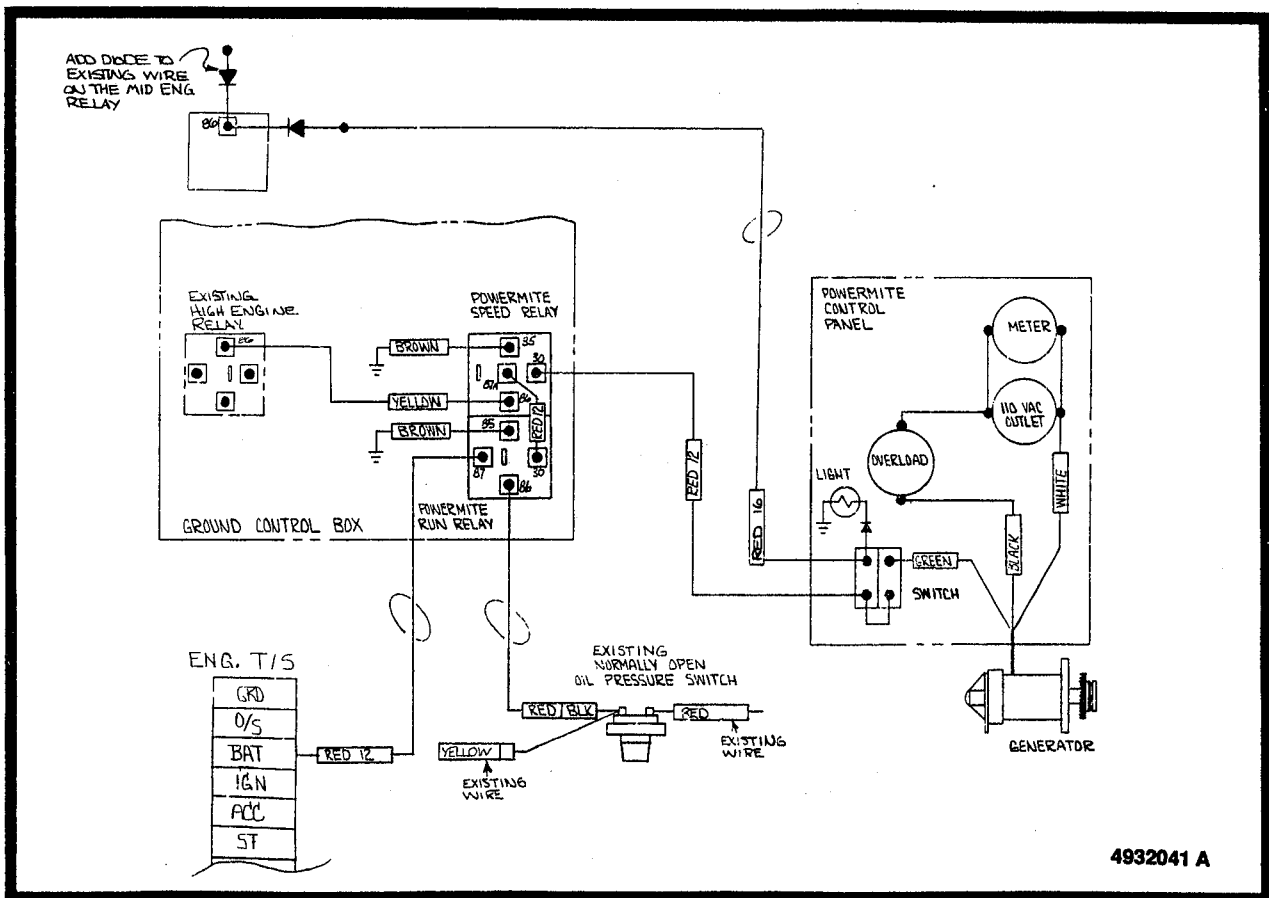 ADD DIODE TO
EXISTING WIRE
ON THE MID ENG
RELAY
86
EXISTING
HIGH ENGINE
RELAY
86
POWERMITE
SPEED RELAY
BROWN
85
30
87A
YELLOW
86
RED 12
BROWN
85
87
30
86
POWERMITE
RUN RELAY
GROUND CONTROL BOX
POWERMITE
CONTROL
PANEL
METER
110 VAC
OUTLET
OVERLOAD
LIGHT
WHITE
BLACK
GREEN
SWITCH
RED 12
RED 16
GENERATOR
ENG. T/S
GRD
O/S
BAT
IGN
ACC
ST
RED 12
EXISTING
NORMALLY OPEN
OIL PRESSURE SWITCH
RED/BLK
RED
EXISTING
WIRE
YELLOW
EXISTING
WIRE
4932041 A